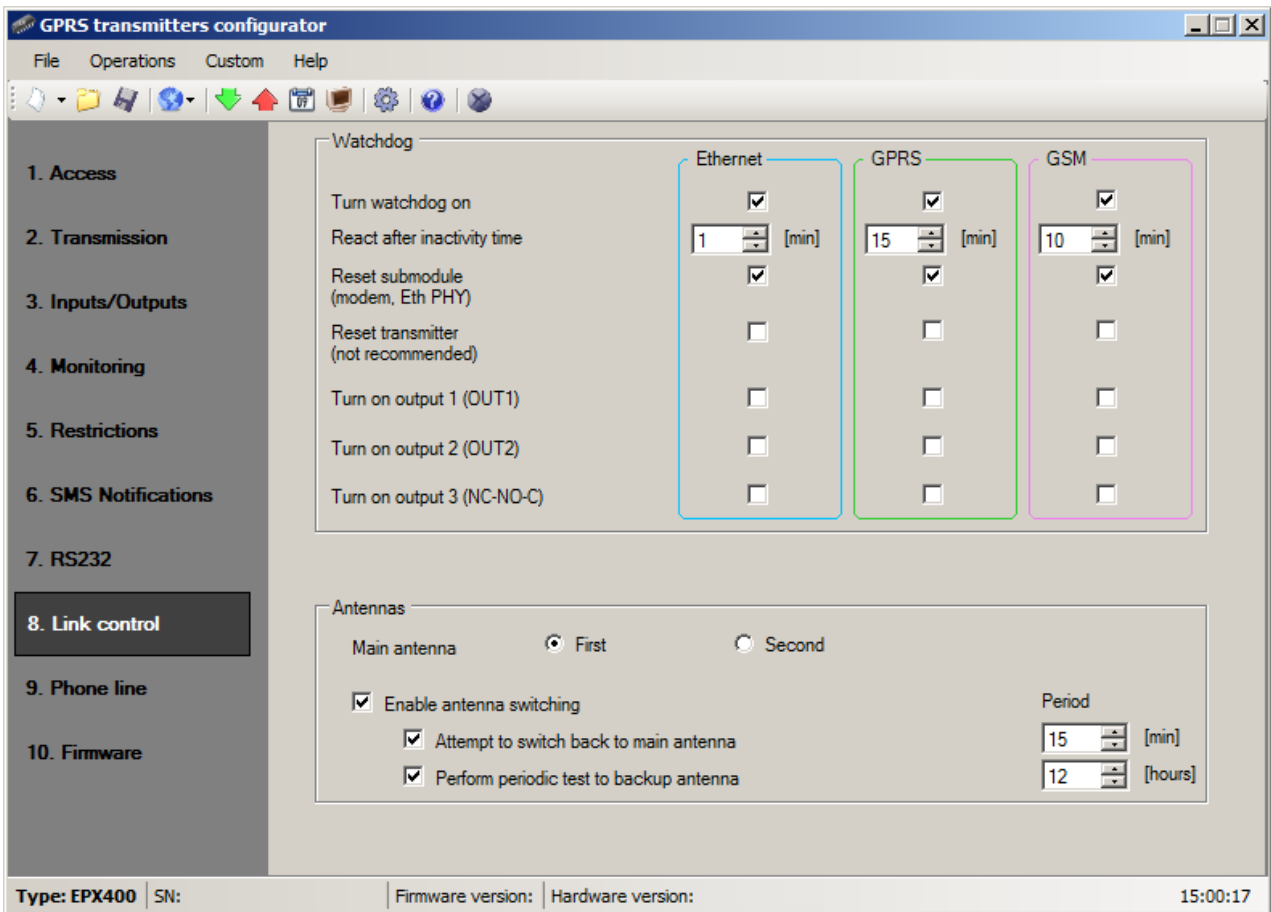 GPRS transmitters configurator
File Operations Custom Help
Watchdog
Ethernet GPRS GSM
1. Access
Turn watchdog on
2. Transmission
React after inactivity time 1 [min] 15 [min] 10 [min]
Reset submodule
(modem, Eth PHY)
3. Inputs/Outputs
Reset transmitter
(not recommended)
4. Monitoring
Turn on output 1 (OUT1)
5. Restrictions
Turn on output 2 (OUT2)
6. SMS Notifications
Turn on output 3 (NC-NO-C)
7. RS232
Antennas
8. Link control
Main antenna First Second
9. Phone line
Enable antenna switching Period
Attempt to switch back to main antenna 15 [min]
10. Firmware
Perform periodic test to backup antenna 12 [hours]
Type: EPX400 SN: Firmware version: Hardware version: 15:00:17